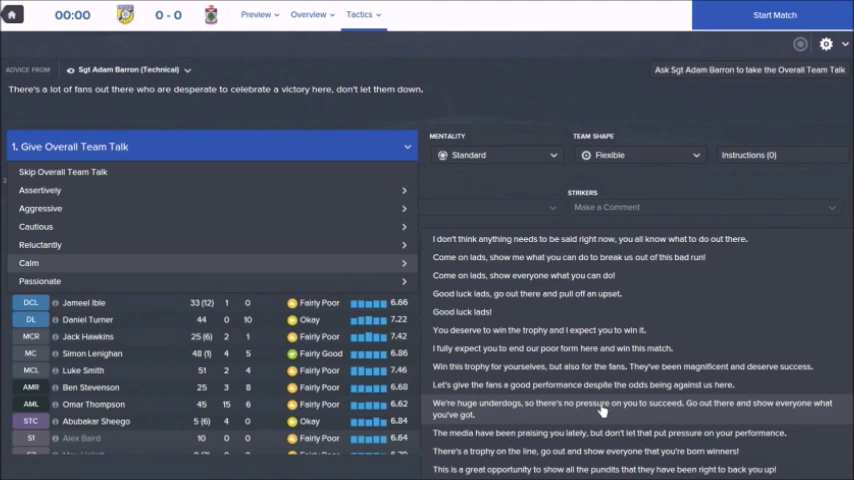 00:00
0 - 0
Preview
Overview
Tactics
Start Match
ADVICE FROM
Sgt Adam Barron (Technical)
Ask Sgt Adam Barron to take the Overall Team Talk
There's a lot of fans out there who are desperate to celebrate a victory here, don't let them down.
1. Give Overall Team Talk
MENTALITY
TEAM SHAPE
Standard
Flexible
Instructions (0)
Skip Overall Team Talk
Assertively
Aggressive
Cautious
Reluctantly
Calm
Passionate
STRIKERS
Make a Comment
I don't think anything needs to be said right now, you all know what to do out there.
Come on lads, show me what you can do to break us out of this bad run!
Come on lads, show everyone what you can do!
Good luck lads, go out there and pull off an upset.
Good luck lads!
You deserve to win the trophy and I expect you to win it.
I fully expect you to end our poor form here and win this match.
Win this trophy for yourselves, but also for the fans. They've been magnificent and deserve success.
Let's give the fans a good performance despite the odds being against us here.
We're huge underdogs, so there's no pressure on you to succeed. Go out there and show everyone what
you've got.
The media have been praising you lately, but don't let that put pressure on your performance.
There's a trophy on the line, go out and show everyone that you're born winners!
This is a great opportunity to show all the pundits that they have been right to back you up!
DCL Jameel Ible 33 (12) 1 0 Fairly Poor 6.66
DL Daniel Turner 44 0 10 Okay 7.22
MCR Jack Hawkins 25 (6) 2 1 Fairly Poor 7.42
MC Simon Lenighan 48 (1) 4 5 Fairly Good 6.86
MCL Luke Smith 51 2 4 Fairly Poor 7.46
AMR Ben Stevenson 25 3 8 Fairly Poor 6.68
AML Omar Thompson 45 15 6 Fairly Poor 6.62
STC Abubakar Sheego 5 (6) 4 0 Okay 6.84
S1 Alex Baird 10 0 0 Fairly Poor 6.64